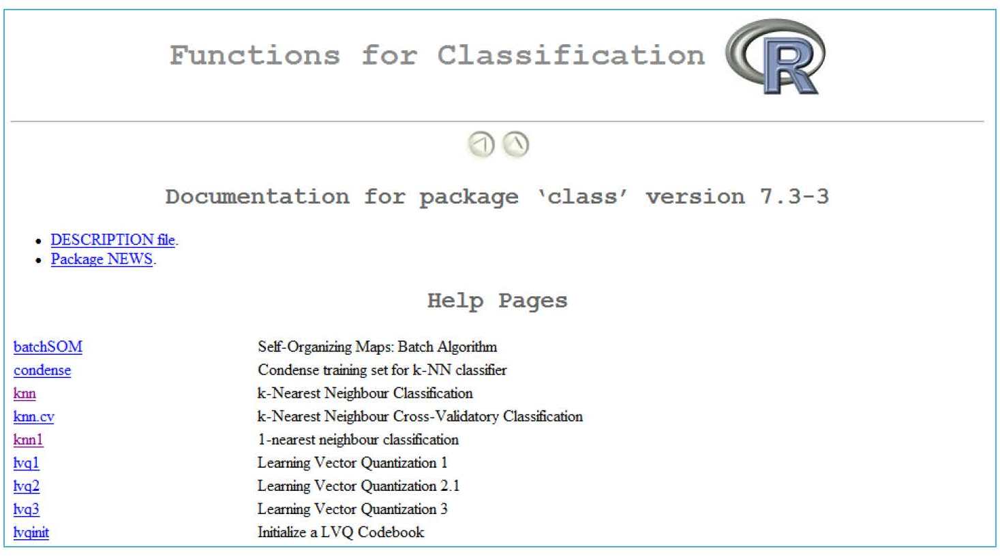 Functions for Classification R
Documentation for package ‘class’ version 7.3-3
• DESCRIPTION file.
• Package NEWS.
Help Pages
batchSOM Self-Organizing Maps: Batch Algorithm
condense Condense training set for k-NN classifier
knn k-Nearest Neighbour Classification
knn.cv k-Nearest Neighbour Cross-Validatory Classification
knn1 1-nearest neighbour classification
lvq1 Learning Vector Quantization 1
lvq2 Learning Vector Quantization 2.1
lvq3 Learning Vector Quantization 3
lvqinit Initialize a LVQ Codebook